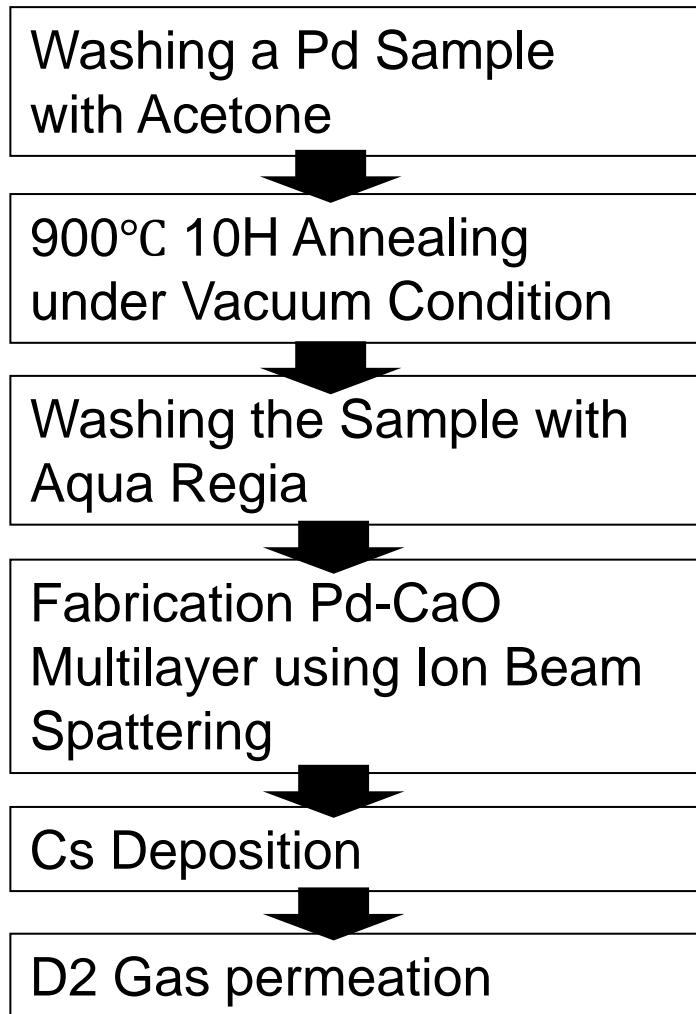 Washing a Pd Sample
with Acetone
900℃ 10H Annealing
under Vacuum Condition
Washing the Sample with
Aqua Regia
Fabrication Pd-CaO
Multilayer using Ion Beam
Spattering
Cs Deposition
D2 Gas permeation